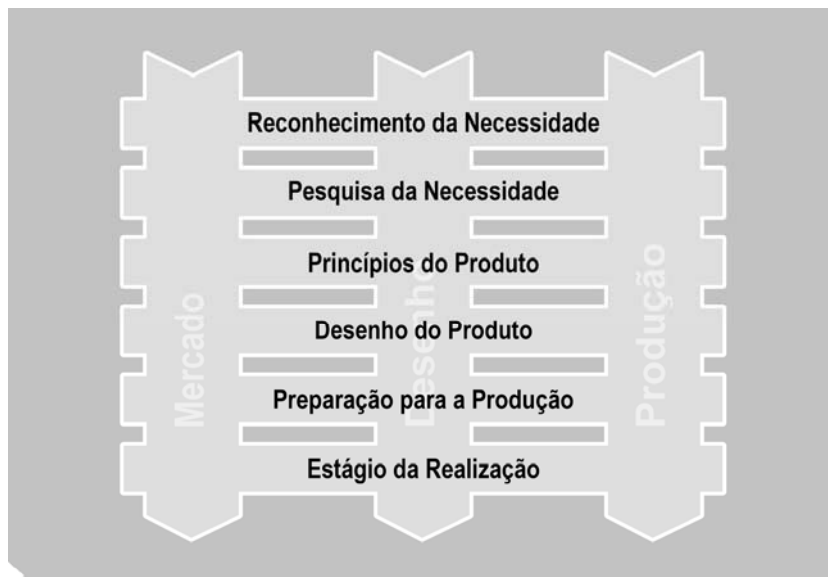 Reconhecimento da Necessidade
Pesquisa da Necessidade
Princípios do Produto
Desenho do Produto
Preparação para a Produção
Estágio da Realização
Mercado
Desenho
Produção